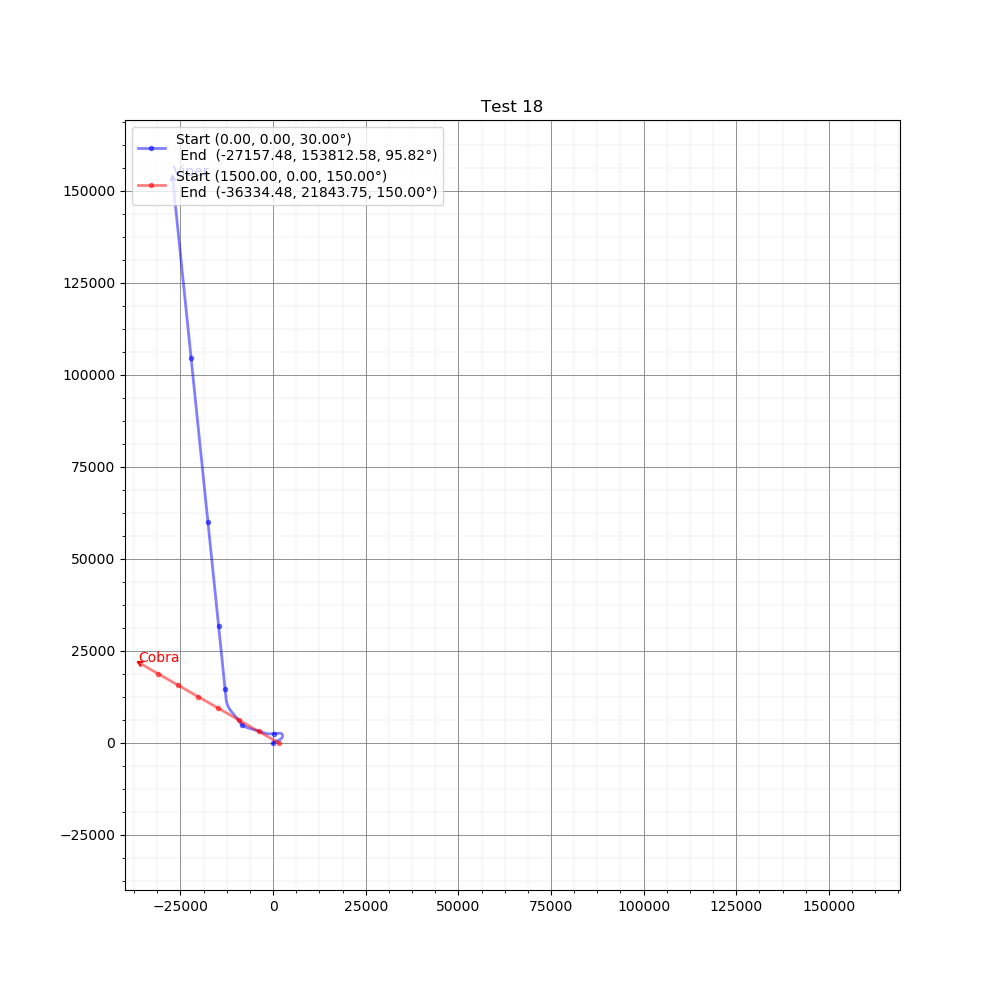 Test 18
Start (0.00, 0.00, 30.00°)
End (-27157.48, 153812.58, 95.82°)
Start (1500.00, 0.00, 150.00°)
End (-36334.48, 21843.75, 150.00°)
150000
125000
100000
75000
50000
25000
0
−25000
Cobra
−25000 0 25000 50000 75000 100000 125000 150000